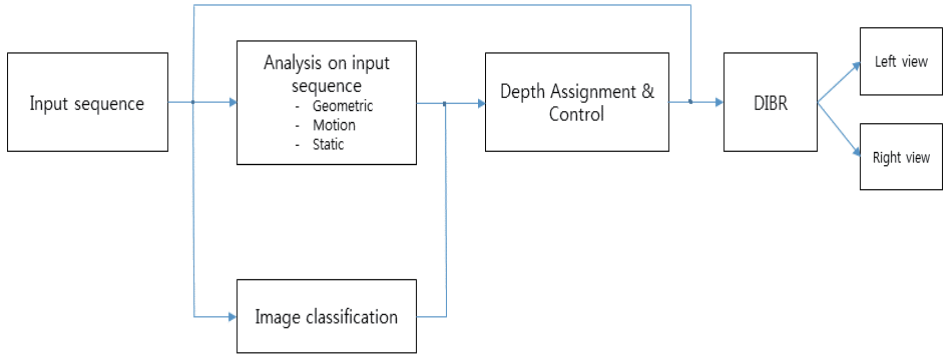 Input sequence
Analysis on input
sequence
- Geometric
- Motion
- Static
Image classification
Depth Assignment &
Control
DIBR
Left view
Right view